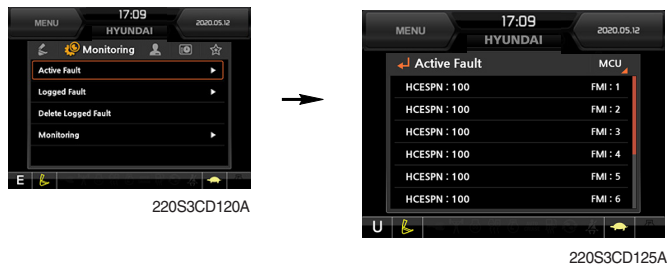 MENU
17:09
HYUNDAI
2020.05.12
Monitoring
Active Fault
Logged Fault
Delete Logged Fault
Monitoring
E
220S3CD120A
MENU
17:09
HYUNDAI
2020.05.12
Active Fault MCU
HCESPN : 100 FMI : 1
HCESPN : 100 FMI : 2
HCESPN : 100 FMI : 3
HCESPN : 100 FMI : 4
HCESPN : 100 FMI : 5
HCESPN : 100 FMI : 6
U
220S3CD125A